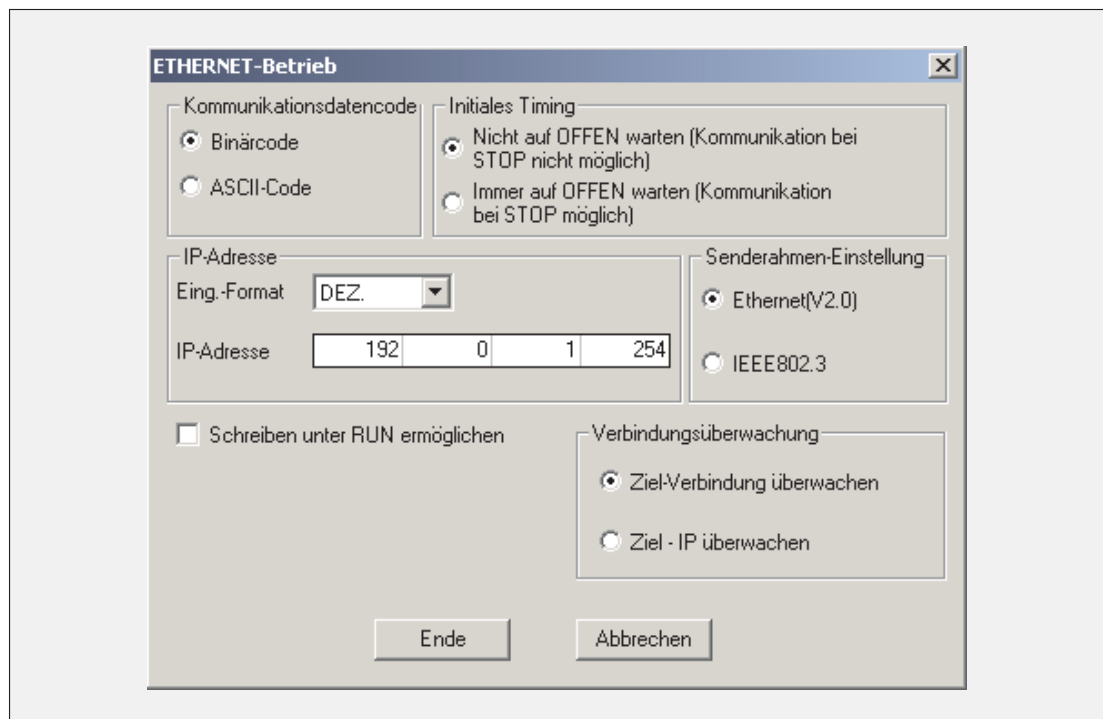 ETHERNET-Betrieb
Kommunikationsdatencode
Binärcode
ASCII-Code
Initiales Timing
Nicht auf OFFEN warten (Kommunikation bei
STOP nicht möglich)
Immer auf OFFEN warten (Kommunikation
bei STOP möglich)
IP-Adresse
Eing.-Format DEZ.
IP-Adresse 192 0 1 254
Senderahmen-Einstellung
Ethernet(V2.0)
IEEE802.3
Schreiben unter RUN ermöglichen
Verbindungsüberwachung
Ziel-Verbindung überwachen
Ziel - IP überwachen
Ende Abbrechen